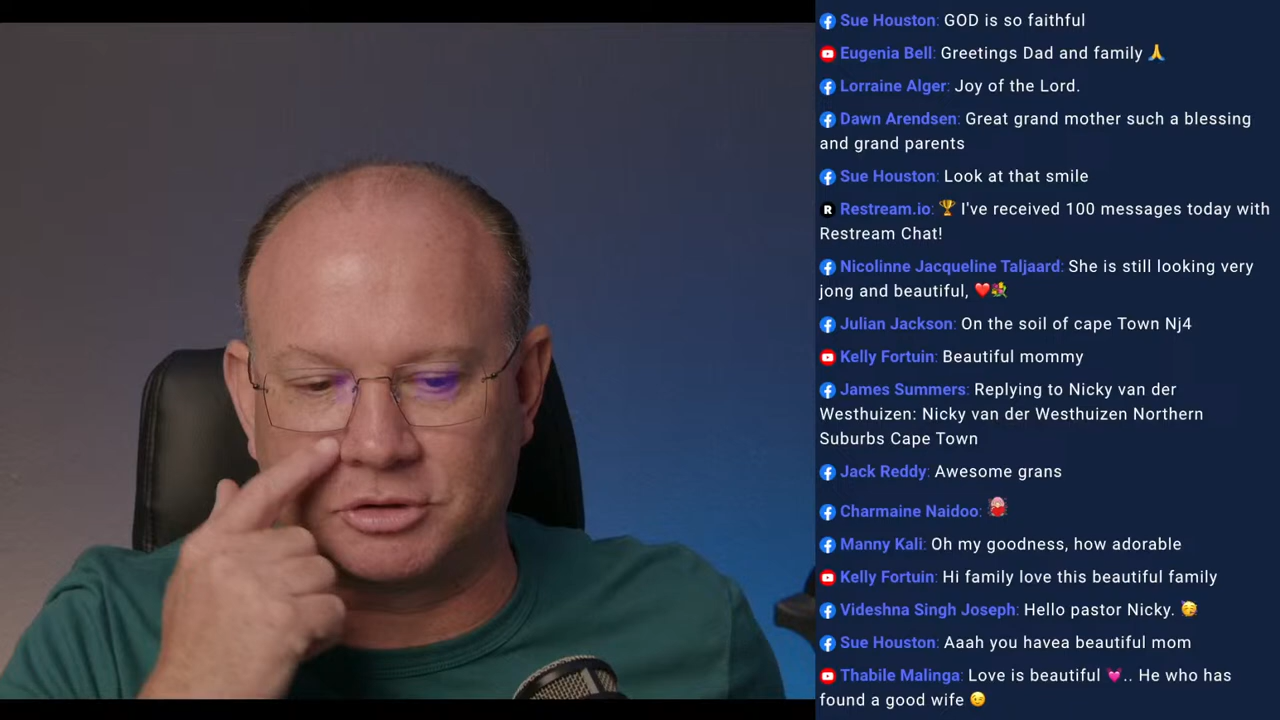 Sue Houston: GOD is so faithful
Eugenia Bell: Greetings Dad and family 🙏
Lorraine Alger: Joy of the Lord.
Dawn Arendsen: Great grand mother such a blessing
and grand parents
Sue Houston: Look at that smile
R Restream.io: 🏆 I've received 100 messages today with
Restream Chat!
Nicolinne Jacqueline Taljaard: She is still looking very
jong and beautiful, ❤️💐
Julian Jackson: On the soil of cape Town Nj4
Kelly Fortuin: Beautiful mommy
James Summers: Replying to Nicky van der
Westhuizen: Nicky van der Westhuizen Northern
Suburbs Cape Town
Jack Reddy: Awesome grans
Charmaine Naidoo:
Manny Kali: Oh my goodness, how adorable
Kelly Fortuin: Hi family love this beautiful family
Videshna Singh Joseph: Hello pastor Nicky. 🥳
Sue Houston: Aaah you havea beautiful mom
Thabile Malinga: Love is beautiful 💓.. He who has
found a good wife 😉